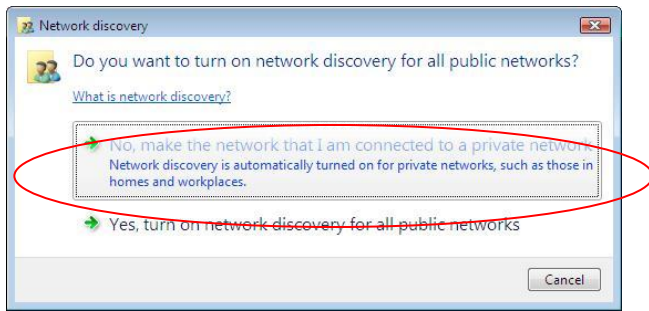 Network discovery
Do you want to turn on network discovery for all public networks?
What is network discovery?
No, make the network that I am connected to a private network
Network discovery is automatically turned on for private networks, such as those in
homes and workplaces.
Yes, turn on network discovery for all public networks
Cancel